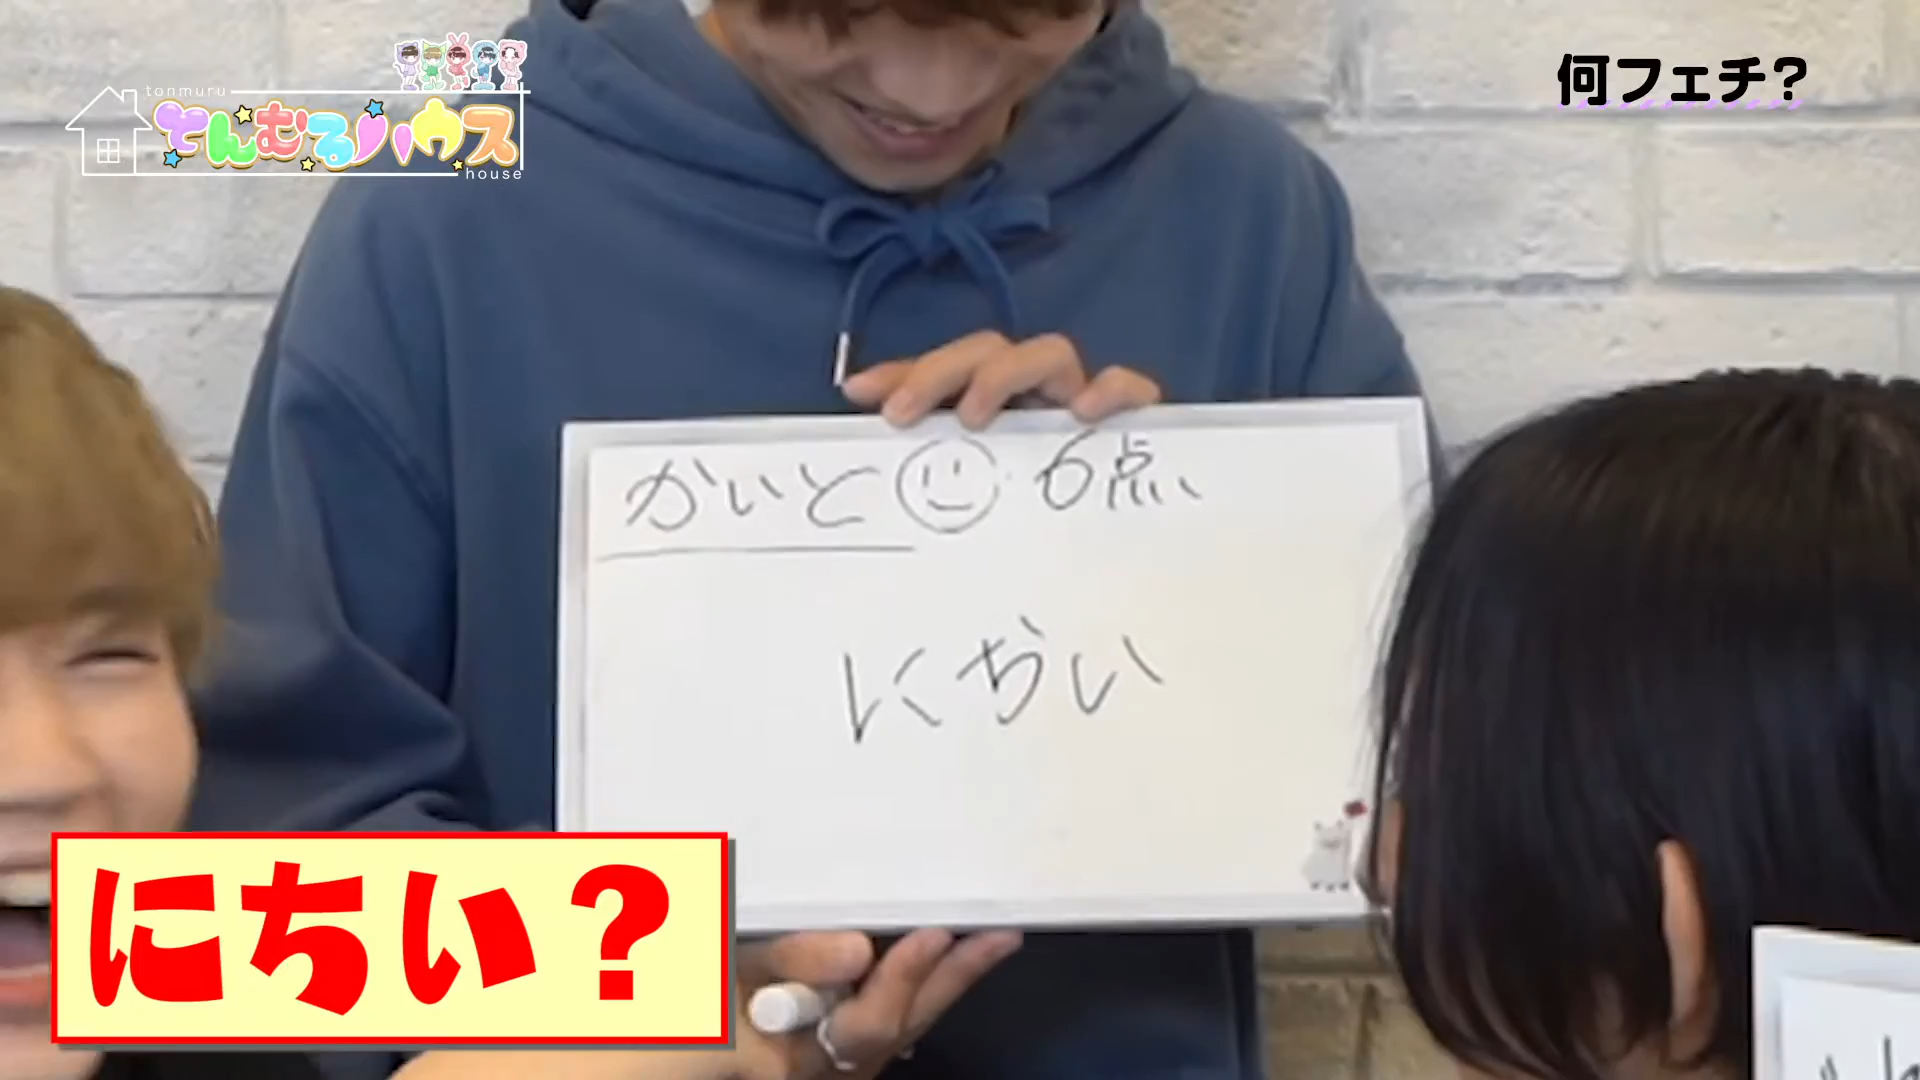 tonmuru
てんむるハウス
house
何フェチ?
かいと 6点
にちい
にちい？